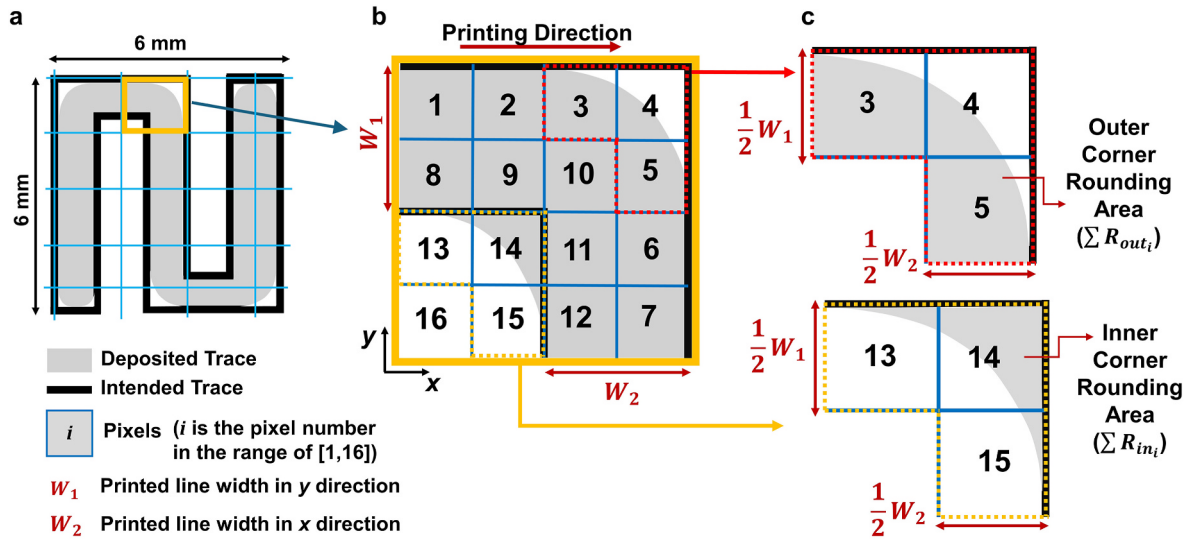 a
6 mm
6 mm
Deposited Trace
Intended Trace
i Pixels (i is the pixel number
in the range of [1,16])
W1 Printed line width in y direction
W2 Printed line width in x direction
b
Printing Direction
W1
1 2 3 4
8 9 10 5
13 14 11 6
16 15 12 7
y
x
W2
c
1/2 W1
3 4
5
1/2 W2
Outer
Corner
Rounding
Area
(∑ R_out_i)
1/2 W1
13 14
15
1/2 W2
Inner
Corner
Rounding
Area
(∑ R_in_i)